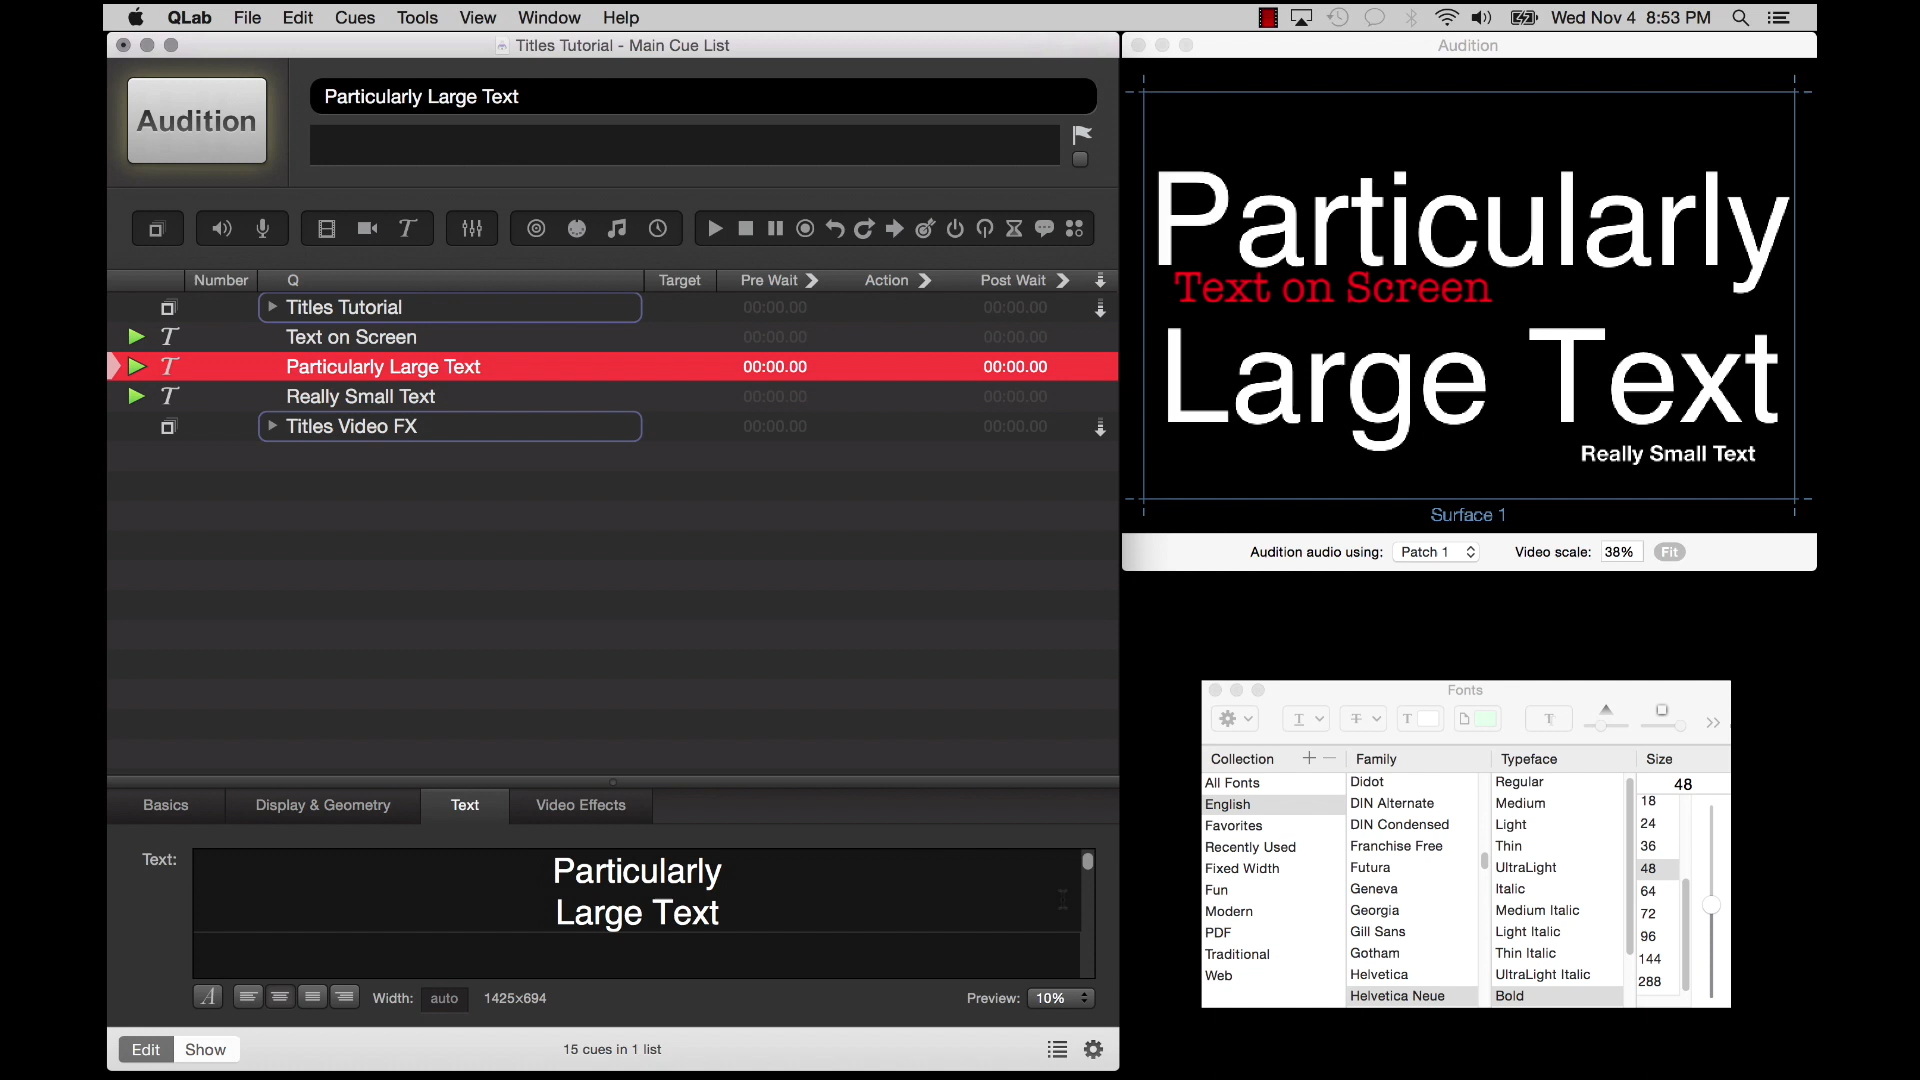 QLab File Edit Cues Tools View Window Help
Wed Nov 4 8:53 PM
Titles Tutorial - Main Cue List
Audition
Particularly Large Text
Number Q Target Pre Wait Action Post Wait
Titles Tutorial 00:00.00 00:00.00
Text on Screen 00:00.00 00:00.00
Particularly Large Text 00:00.00 00:00.00
Really Small Text 00:00.00 00:00.00
Titles Video FX 00:00.00 00:00.00
Basics Display & Geometry Text Video Effects
Text:
Particularly
Large Text
Width: auto 1425x694
Preview: 10%
Edit Show
15 cues in 1 list
Audition
Particularly
Text on Screen
Large Text
Really Small Text
Surface 1
Audition audio using: Patch 1 Video scale: 38% Fit
Fonts
Collection Family Typeface Size
All Fonts
English
Favorites
Recently Used
Fixed Width
Fun
Modern
PDF
Traditional
Web
Didot
DIN Alternate
DIN Condensed
Franchise Free
Futura
Geneva
Georgia
Gill Sans
Gotham
Helvetica
Helvetica Neue
Regular
Medium
Light
Thin
UltraLight
Italic
Medium Italic
Light Italic
Thin Italic
UltraLight Italic
Bold
48
18
24
36
48
64
72
96
144
288